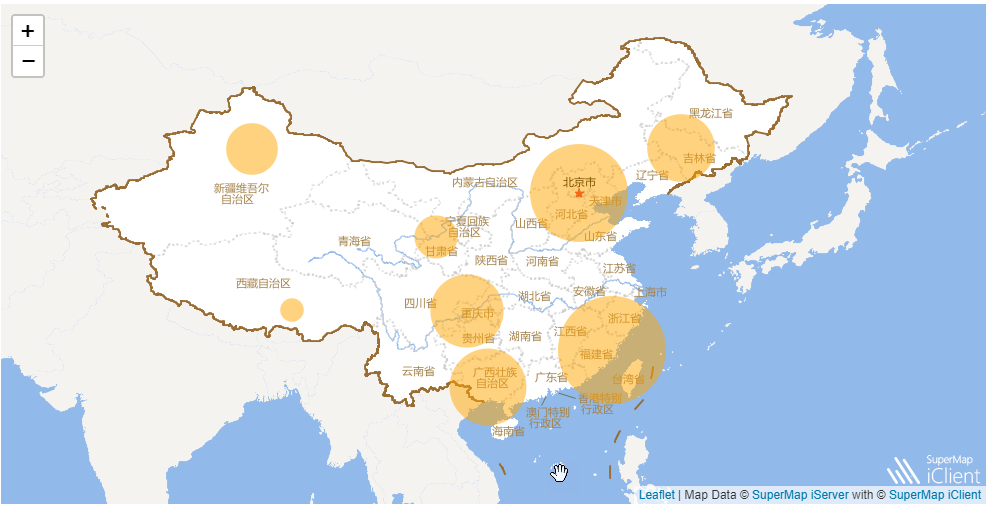 +
−
黑龙江省
吉林省
辽宁省
内蒙古自治区
北京市
天津市
河北省
新疆维吾尔
自治区
宁夏回族
自治区
山西省
山东省
青海省
甘肃省
陕西省
河南省
江苏省
西藏自治区
四川省
重庆市
湖北省
安徽省
上海市
浙江省
江西省
湖南省
贵州省
福建省
云南省
广西壮族
自治区
广东省
台湾省
香港特别
行政区
澳门特别
行政区
海南省
SuperMap
iClient
Leaflet | Map Data © SuperMap iServer with © SuperMap iClient